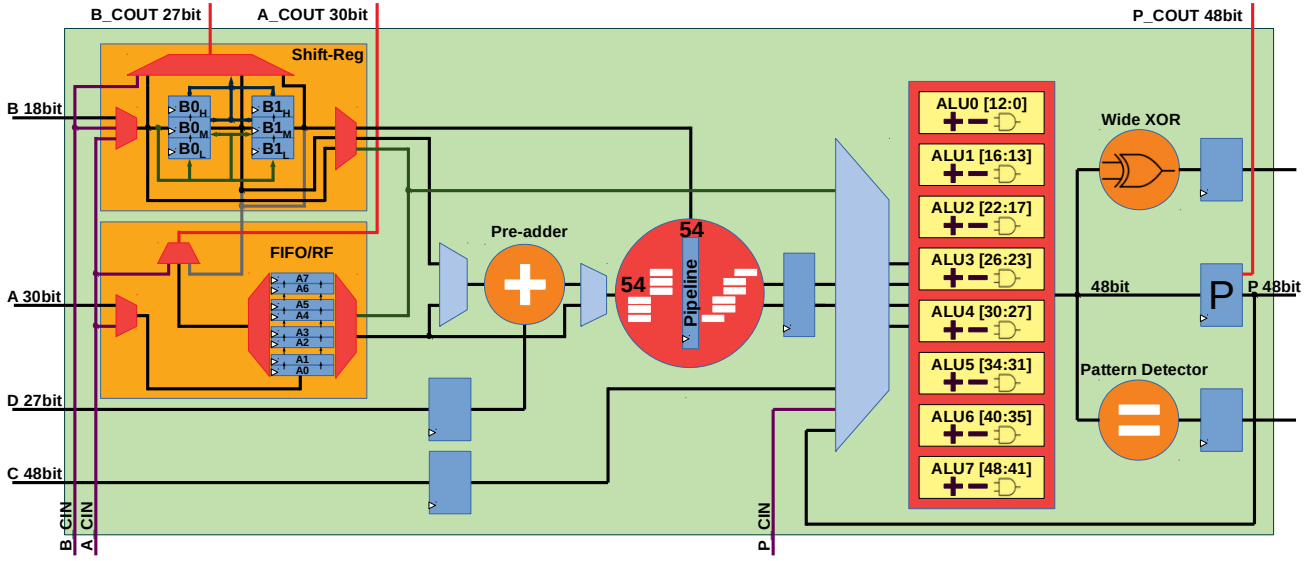 B_COUT 27bit
A_COUT 30bit
P_COUT 48bit
Shift-Reg
B 18bit
B0H
B0M
B0L
B1H
B1M
B1L
FIFO/RF
A7
A6
A5
A4
A3
A2
A1
A0
A 30bit
D 27bit
C 48bit
B_CIN
A_CIN
Pre-adder
54
54
Pipeline
P_CIN
ALU0 [12:0]
ALU1 [16:13]
ALU2 [22:17]
ALU3 [26:23]
ALU4 [30:27]
ALU5 [34:31]
ALU6 [40:35]
ALU7 [48:41]
Wide XOR
48bit
P
P 48bit
Pattern Detector